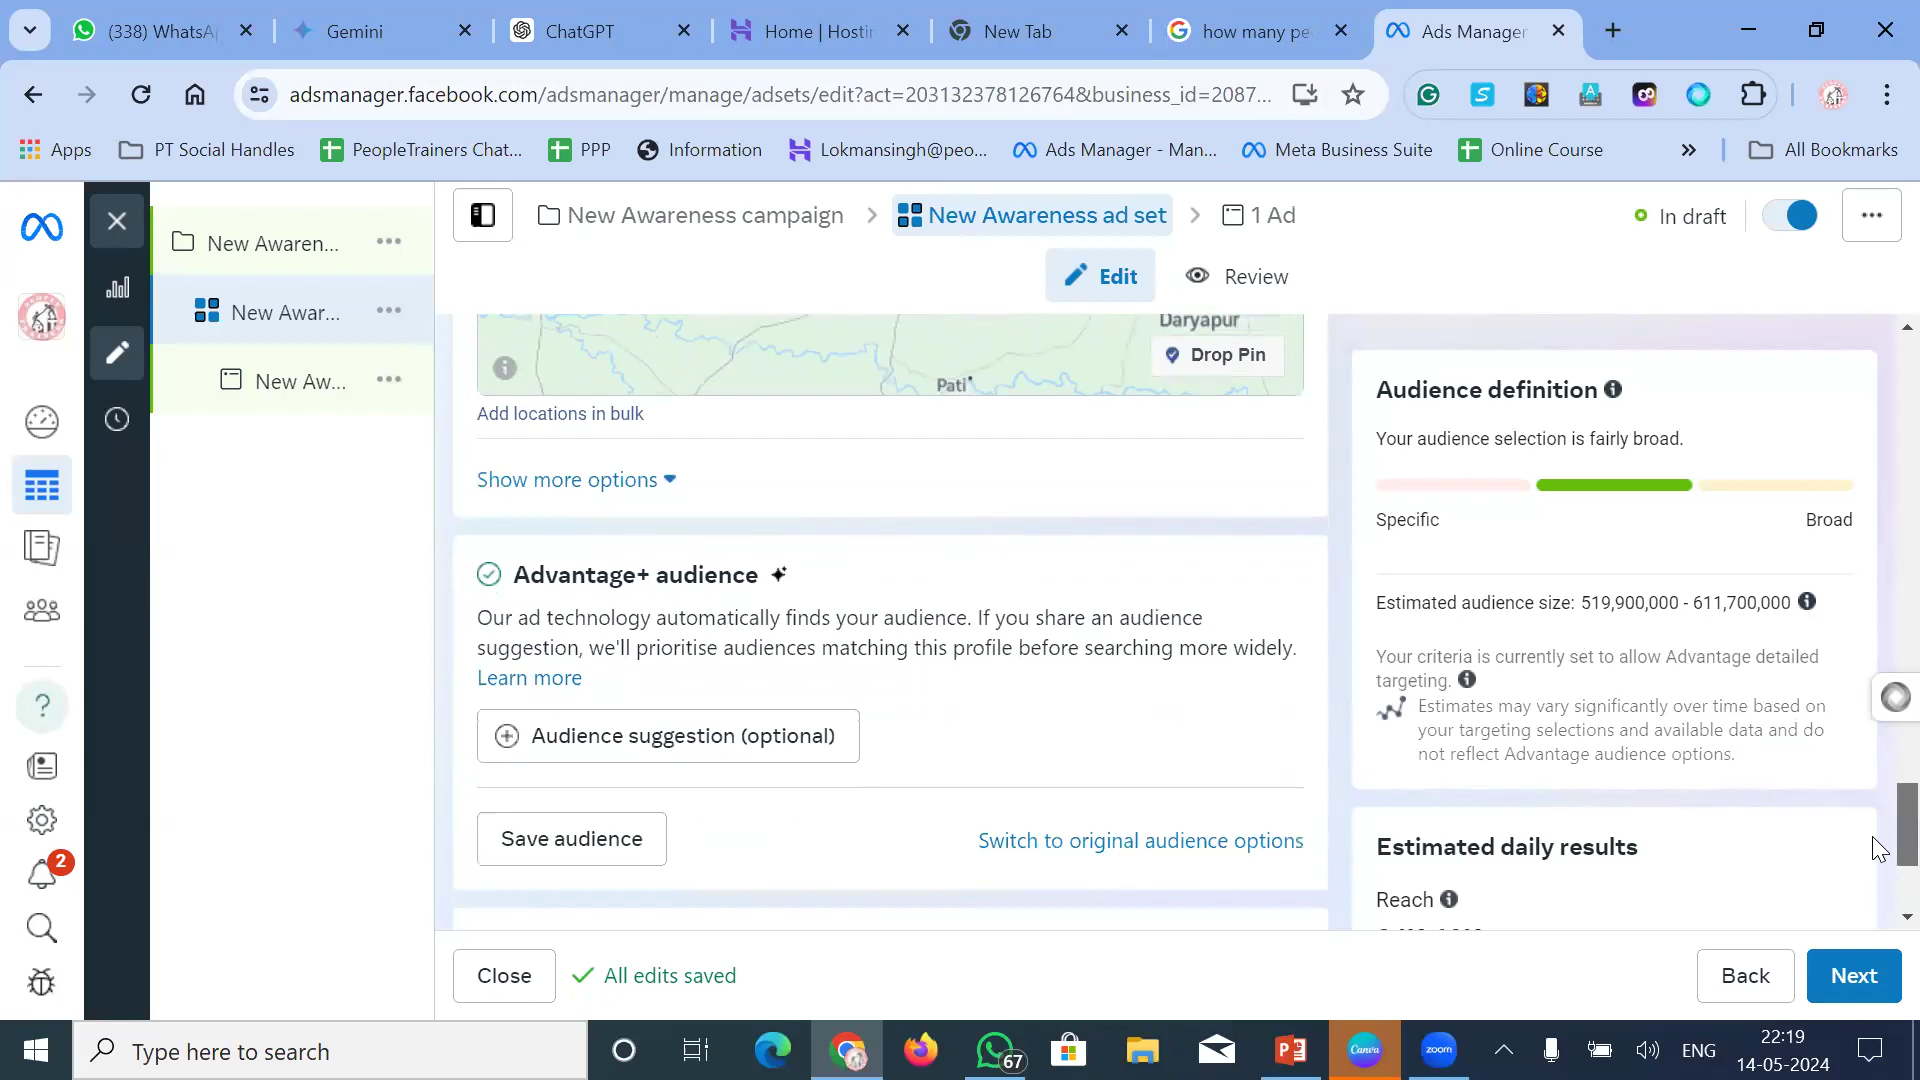 (338) WhatsA
Gemini
ChatGPT
Home | Hostin
New Tab
how many pe
Ads Manager
adsmanager.facebook.com/adsmanager/manage/adsets/edit?act=203132378126764&business_id=2087...
Apps
PT Social Handles
PeopleTrainers Chat...
PPP
Information
Lokmansingh@peo...
Ads Manager - Man...
Meta Business Suite
Online Course
»
All Bookmarks
New Awareness campaign
New Awareness ad set
1 Ad
In draft
New Awaren...
New Awar...
New Aw...
Edit
Review
Daryapur
Drop Pin
Pati
Add locations in bulk
Show more options
Advantage+ audience
Our ad technology automatically finds your audience. If you share an audience
suggestion, we'll prioritise audiences matching this profile before searching more widely.
Learn more
Audience suggestion (optional)
Save audience
Switch to original audience options
Audience definition
Your audience selection is fairly broad.
Specific
Broad
Estimated audience size: 519,900,000 - 611,700,000
Your criteria is currently set to allow Advantage detailed
targeting.
Estimates may vary significantly over time based on
your targeting selections and available data and do
not reflect Advantage audience options.
Estimated daily results
Reach
2
Close
All edits saved
Back
Next
Type here to search
67
Canva
zoom
ENG
22:19
14-05-2024